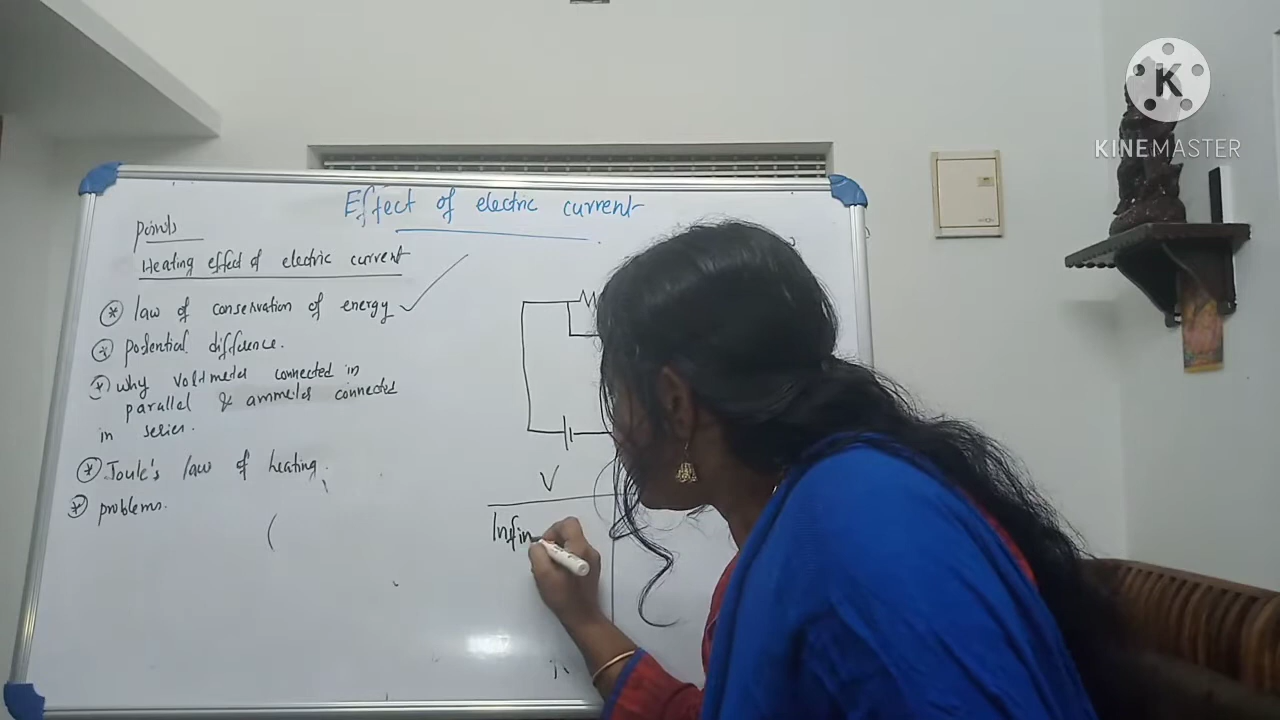 Effect of electric current
points
Heating effect of electric current
* law of conservation of energy ✓
* potential difference.
* why voltmeter connected in
parallel & ammeter connected
in series.
* Joule's law of heating.
* problems.
V
Infin
K
KINEMASTER